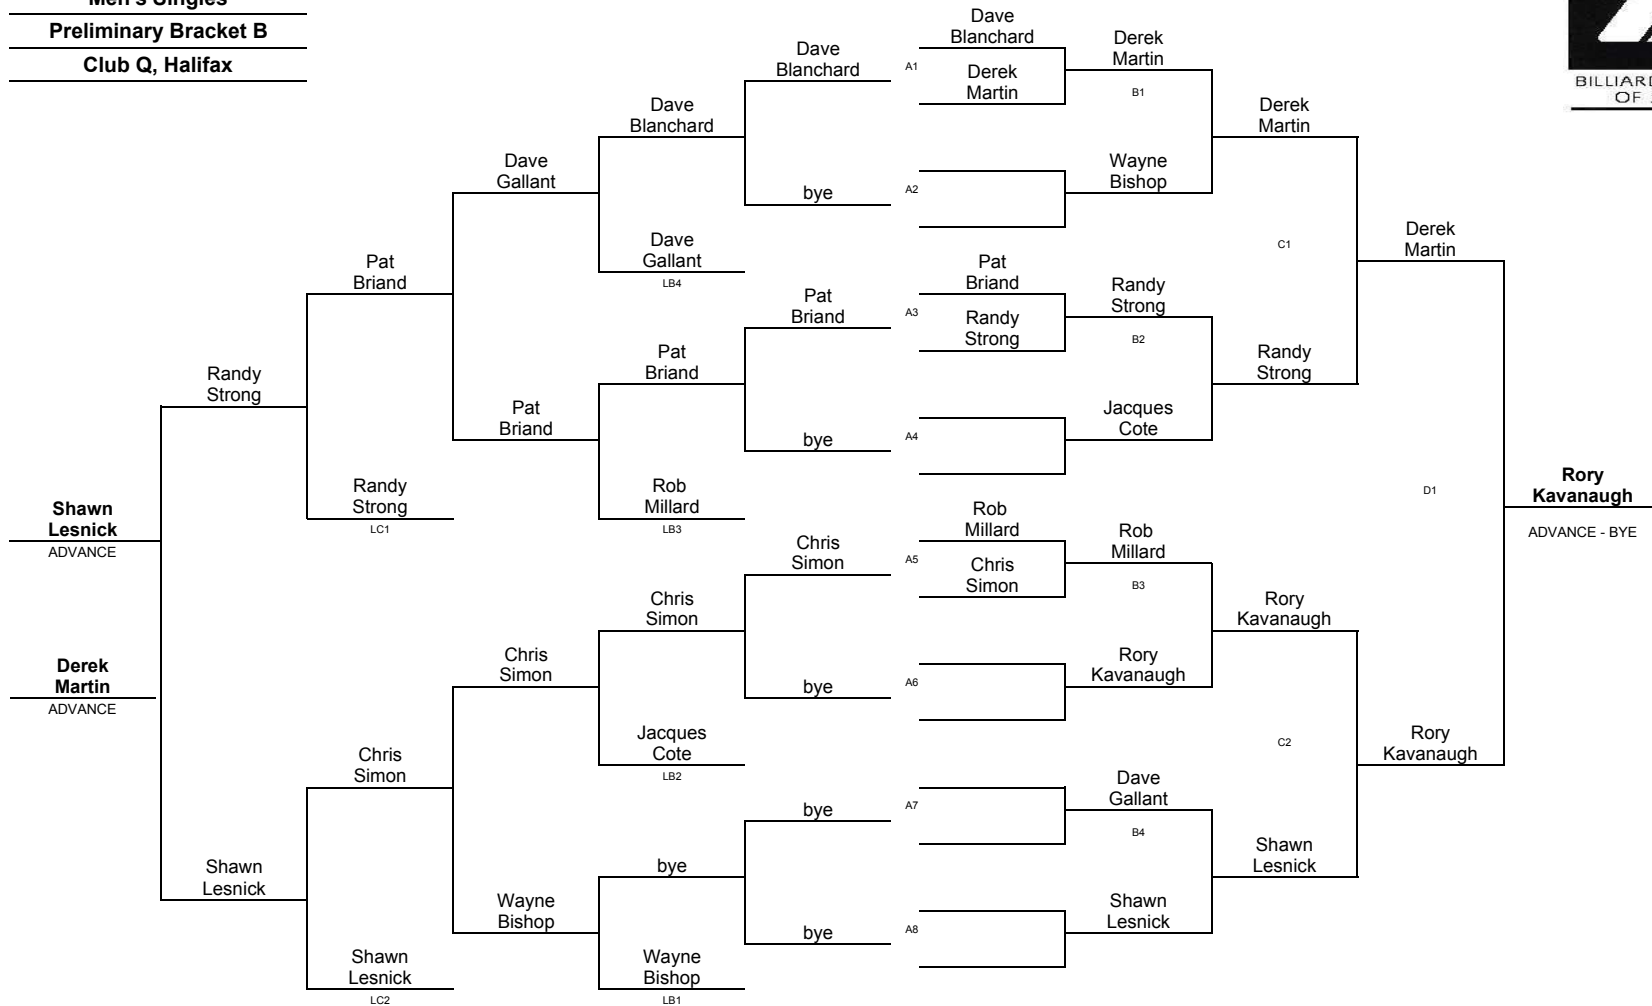 Men's Singles
Preliminary Bracket B
Club Q, Halifax
BILLIARD
OF
Shawn
Lesnick
ADVANCE
Derek
Martin
ADVANCE
Randy
Strong
Shawn
Lesnick
Pat
Briand
Randy
Strong
LC1
Chris
Simon
Shawn
Lesnick
LC2
Dave
Gallant
Pat
Briand
Chris
Simon
Wayne
Bishop
Dave
Blanchard
Dave
Gallant
LB4
Pat
Briand
Rob
Millard
LB3
Chris
Simon
Jacques
Cote
LB2
bye
Wayne
Bishop
LB1
Dave
Blanchard
bye
Pat
Briand
bye
Chris
Simon
bye
bye
bye
A1
A2
A3
A4
A5
A6
A7
A8
Dave
Blanchard
Derek
Martin
Pat
Briand
Randy
Strong
Rob
Millard
Chris
Simon
Derek
Martin
B1
Wayne
Bishop
Randy
Strong
B2
Jacques
Cote
Rob
Millard
B3
Rory
Kavanaugh
Dave
Gallant
B4
Shawn
Lesnick
Derek
Martin
C1
Randy
Strong
Rory
Kavanaugh
C2
Shawn
Lesnick
Derek
Martin
D1
Rory
Kavanaugh
Rory
Kavanaugh
ADVANCE - BYE